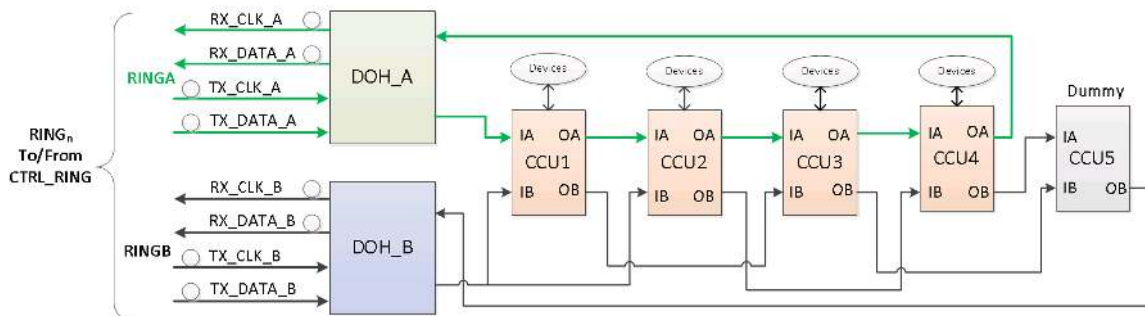 RING_n
To/From
CTRL_RING
RINGA
RX_CLK_A
RX_DATA_A
TX_CLK_A
TX_DATA_A
DOH_A
RINGB
RX_CLK_B
RX_DATA_B
TX_CLK_B
TX_DATA_B
DOH_B
Devices
IA OA
CCU1
IB OB
Devices
IA OA
CCU2
IB OB
Devices
IA OA
CCU3
IB OB
Devices
IA OA
CCU4
IB OB
Dummy
IA
CCU5
IB OB